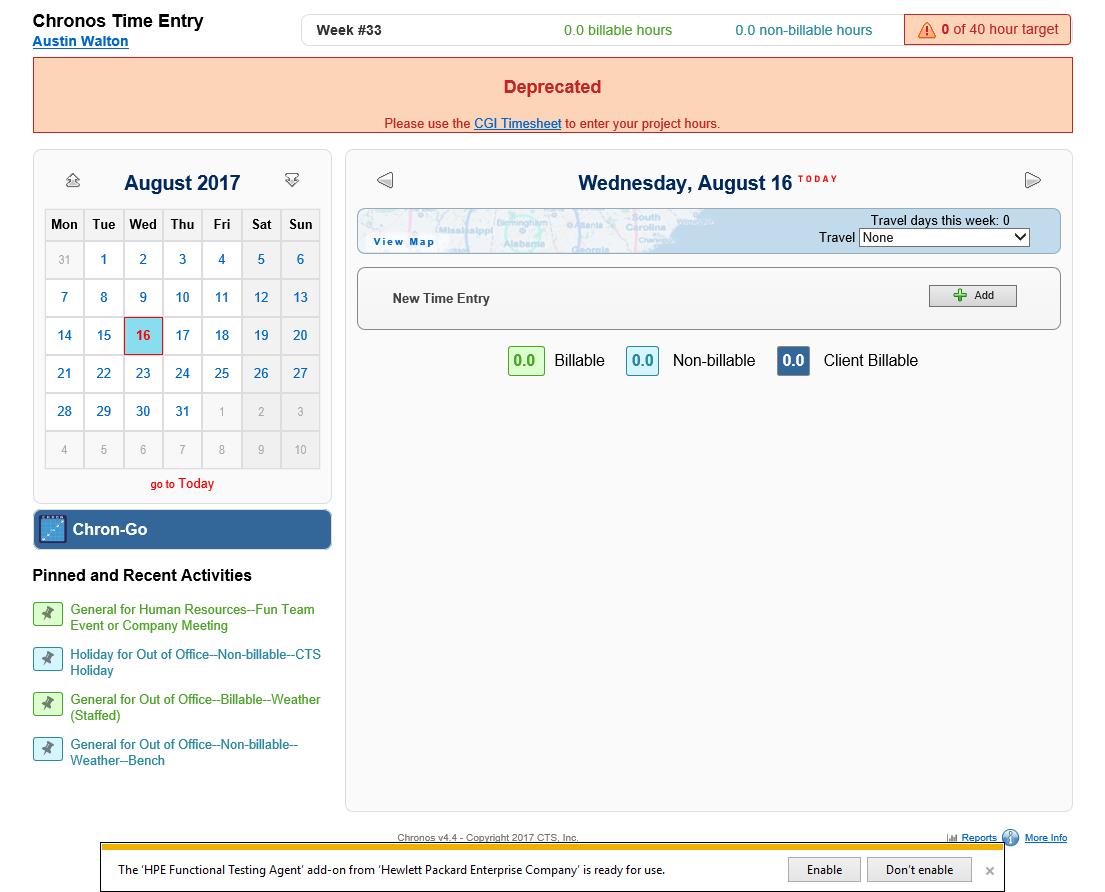 Chronos Time Entry
Austin Walton
Week #33 0.0 billable hours 0.0 non-billable hours 0 of 40 hour target
Deprecated
Please use the CGI Timesheet to enter your project hours.
August 2017
Mon Tue Wed Thu Fri Sat Sun
31 1 2 3 4 5 6
7 8 9 10 11 12 13
14 15 16 17 18 19 20
21 22 23 24 25 26 27
28 29 30 31 1 2 3
4 5 6 7 8 9 10
go to Today
Chron-Go
Pinned and Recent Activities
General for Human Resources--Fun Team
Event or Company Meeting
Holiday for Out of Office--Non-billable--CTS
Holiday
General for Out of Office--Billable--Weather
(Staffed)
General for Out of Office--Non-billable--
Weather--Bench
Wednesday, August 16 TODAY
Mississippi Birmingham Alabama Atlanta Georgia South Carolina
View Map
Travel days this week: 0
Travel None
New Time Entry Add
0.0 Billable 0.0 Non-billable 0.0 Client Billable
Chronos v4.4 - Copyright 2017 CTS, Inc.
Reports More Info
The 'HPE Functional Testing Agent' add-on from 'Hewlett Packard Enterprise Company' is ready for use. Enable Don't enable ×